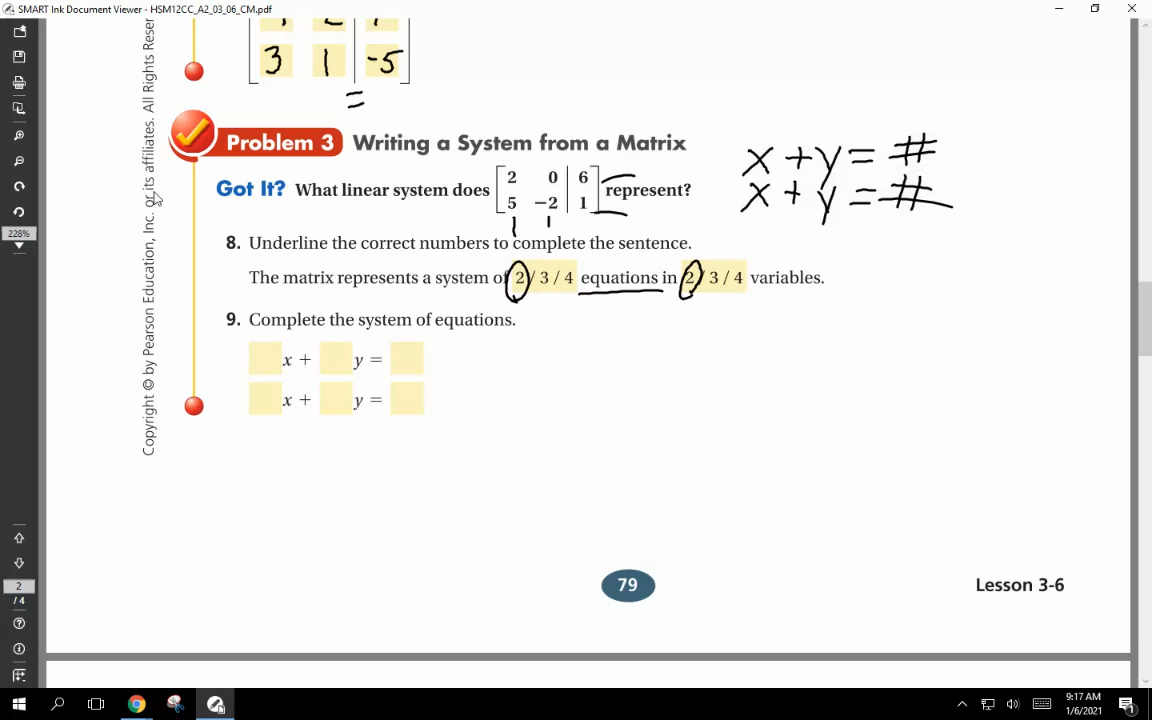 SMART Ink Document Viewer - HSM12CC_A2_03_06_CM.pdf
3 1 -5
=
Problem 3 Writing a System from a Matrix
x + y = #
x + y = #
Got It? What linear system does [2 0 | 6
5 −2 | 1] represent?
8. Underline the correct numbers to complete the sentence.
The matrix represents a system of 2 / 3 / 4 equations in 2 / 3 / 4 variables.
9. Complete the system of equations.
x + y =
x + y =
Copyright © by Pearson Education, Inc. or its affiliates. All Rights Reser
79
Lesson 3-6
228%
2
/ 4
9:17 AM
1/6/2021